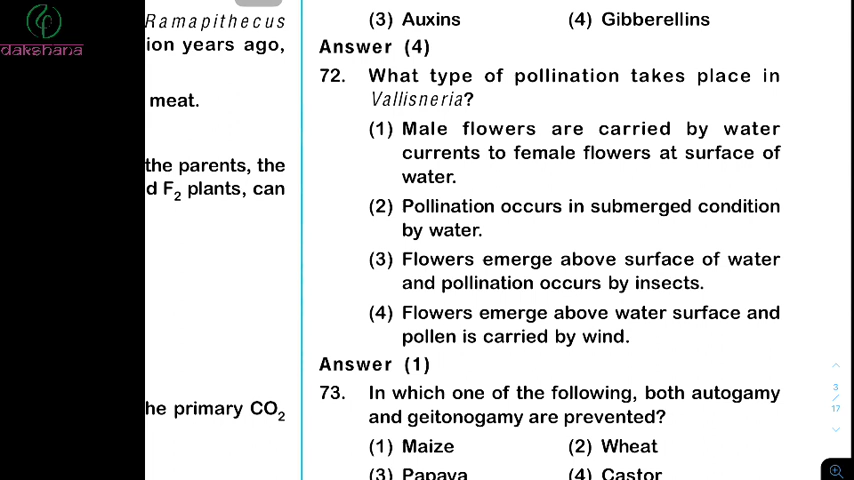 dakshana
Ramapithecus
ion years ago,
meat.
the parents, the
d F2 plants, can
he primary CO2
(3) Auxins (4) Gibberellins
Answer (4)
72. What type of pollination takes place in
Vallisneria?
(1) Male flowers are carried by water
currents to female flowers at surface of
water.
(2) Pollination occurs in submerged condition
by water.
(3) Flowers emerge above surface of water
and pollination occurs by insects.
(4) Flowers emerge above water surface and
pollen is carried by wind.
Answer (1)
73. In which one of the following, both autogamy
and geitonogamy are prevented?
(1) Maize (2) Wheat
(3) Papaya (4) Castor
3
/
17